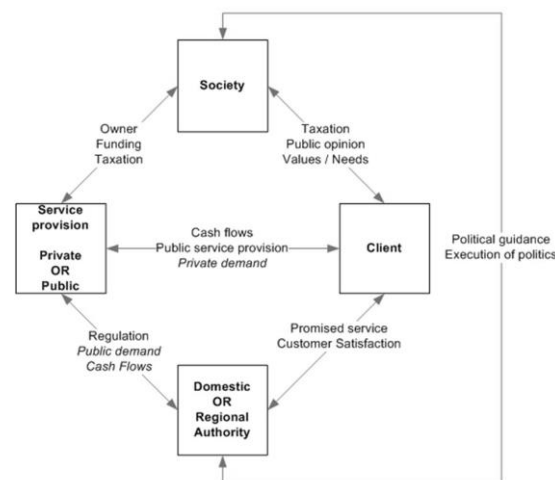 Society
Owner
Funding
Taxation
Taxation
Public opinion
Values / Needs
Service
provision
Private
OR
Public
Cash flows
Public service provision
Private demand
Client
Political guidance
Execution of politics
Regulation
Public demand
Cash Flows
Promised service
Customer Satisfaction
Domestic
OR
Regional
Authority